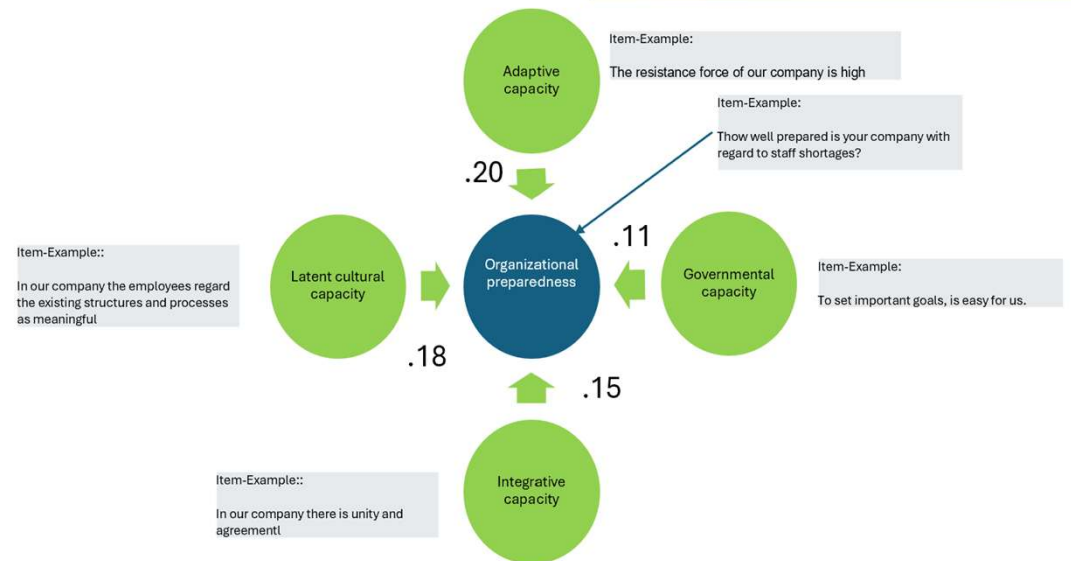 Adaptive
capacity
Item-Example:
The resistance force of our company is high
Item-Example:
Thow well prepared is your company with
regard to staff shortages?
.20
Item-Example::
In our company the employees regard
the existing structures and processes
as meaningful
Latent cultural
capacity
.18
Organizational
preparedness
.11
Governmental
capacity
Item-Example:
To set important goals, is easy for us.
.15
Integrative
capacity
Item-Example::
In our company there is unity and
agreementl